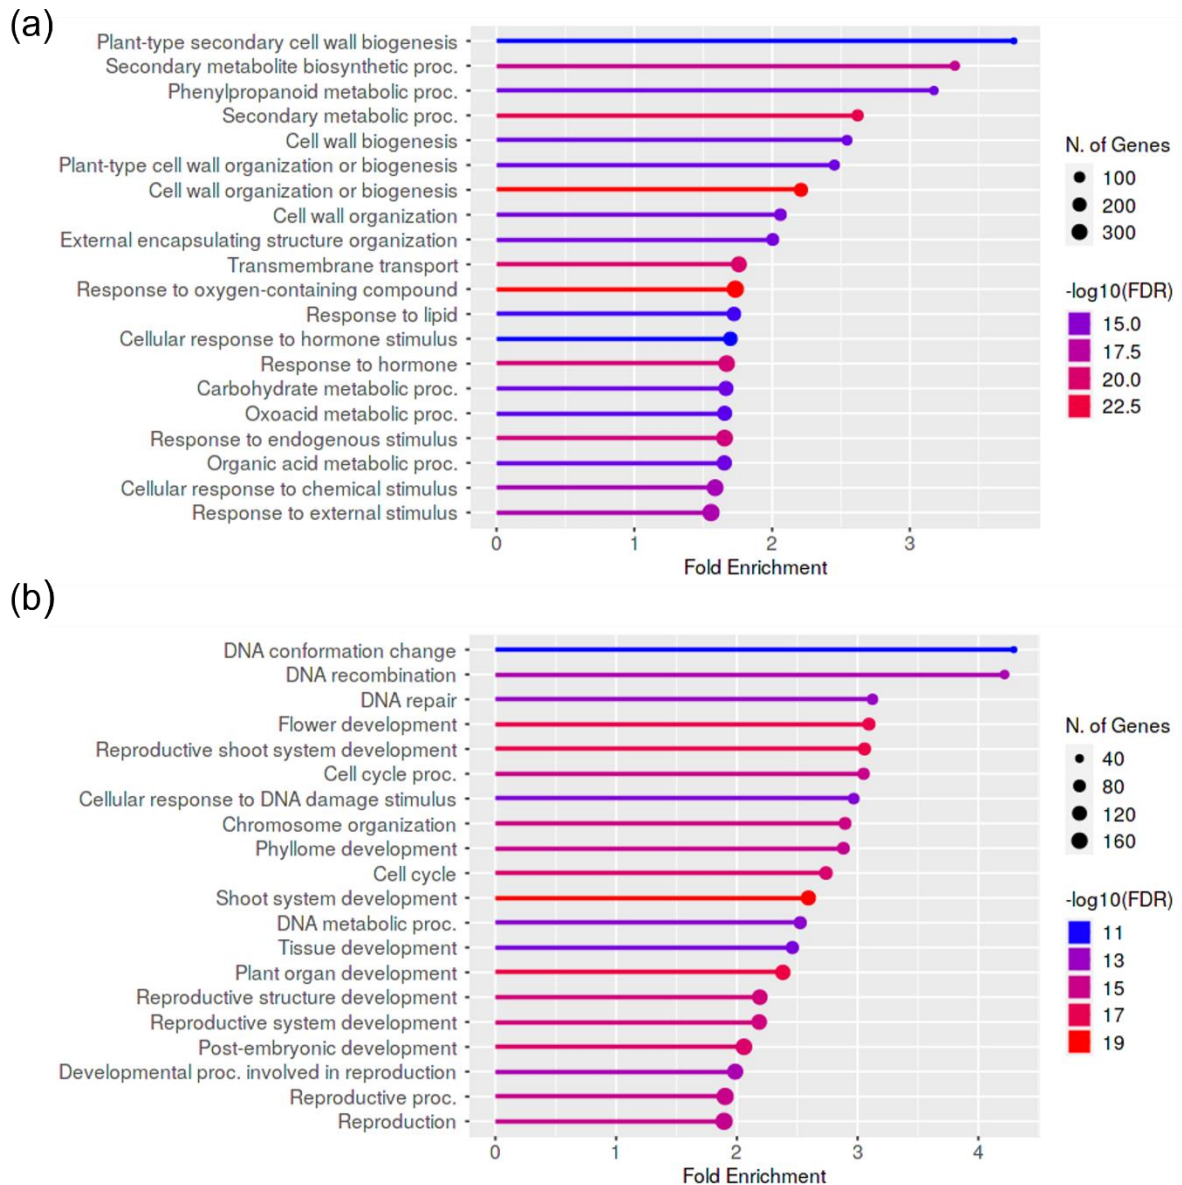 (a)
Plant-type secondary cell wall biogenesis
Secondary metabolite biosynthetic proc.
Phenylpropanoid metabolic proc.
Secondary metabolic proc.
Cell wall biogenesis
Plant-type cell wall organization or biogenesis
Cell wall organization or biogenesis
Cell wall organization
External encapsulating structure organization
Transmembrane transport
Response to oxygen-containing compound
Response to lipid
Cellular response to hormone stimulus
Response to hormone
Carbohydrate metabolic proc.
Oxoacid metabolic proc.
Response to endogenous stimulus
Organic acid metabolic proc.
Cellular response to chemical stimulus
Response to external stimulus
0 1 2 3
Fold Enrichment
N. of Genes
100
200
300
-log10(FDR)
15.0
17.5
20.0
22.5
(b)
DNA conformation change
DNA recombination
DNA repair
Flower development
Reproductive shoot system development
Cell cycle proc.
Cellular response to DNA damage stimulus
Chromosome organization
Phyllome development
Cell cycle
Shoot system development
DNA metabolic proc.
Tissue development
Plant organ development
Reproductive structure development
Reproductive system development
Post-embryonic development
Developmental proc. involved in reproduction
Reproductive proc.
Reproduction
0 1 2 3 4
Fold Enrichment
N. of Genes
40
80
120
160
-log10(FDR)
11
13
15
17
19